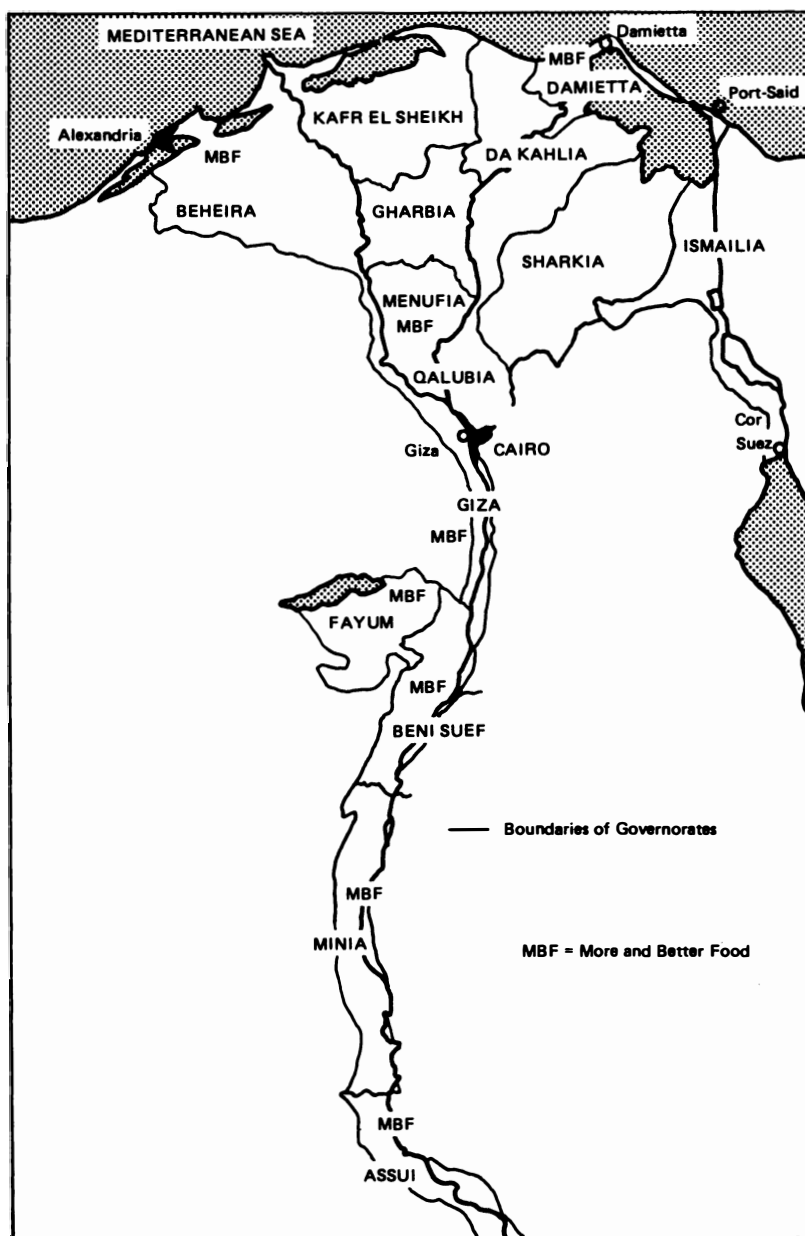 MEDITERRANEAN SEA
Damietta
MBF
DAMIETTA
Port-Said
KAFR EL SHEIKH
Alexandria
MBF
DA KAHLIA
BEHEIRA
GHARBIA
SHARKIA
ISMAILIA
MENUFIA
MBF
QALUBIA
Cor
Suez
Giza
CAIRO
GIZA
MBF
MBF
FAYUM
MBF
BENI SUEF
Boundaries of Governorates
MBF
MINIA
MBF = More and Better Food
MBF
ASSUI